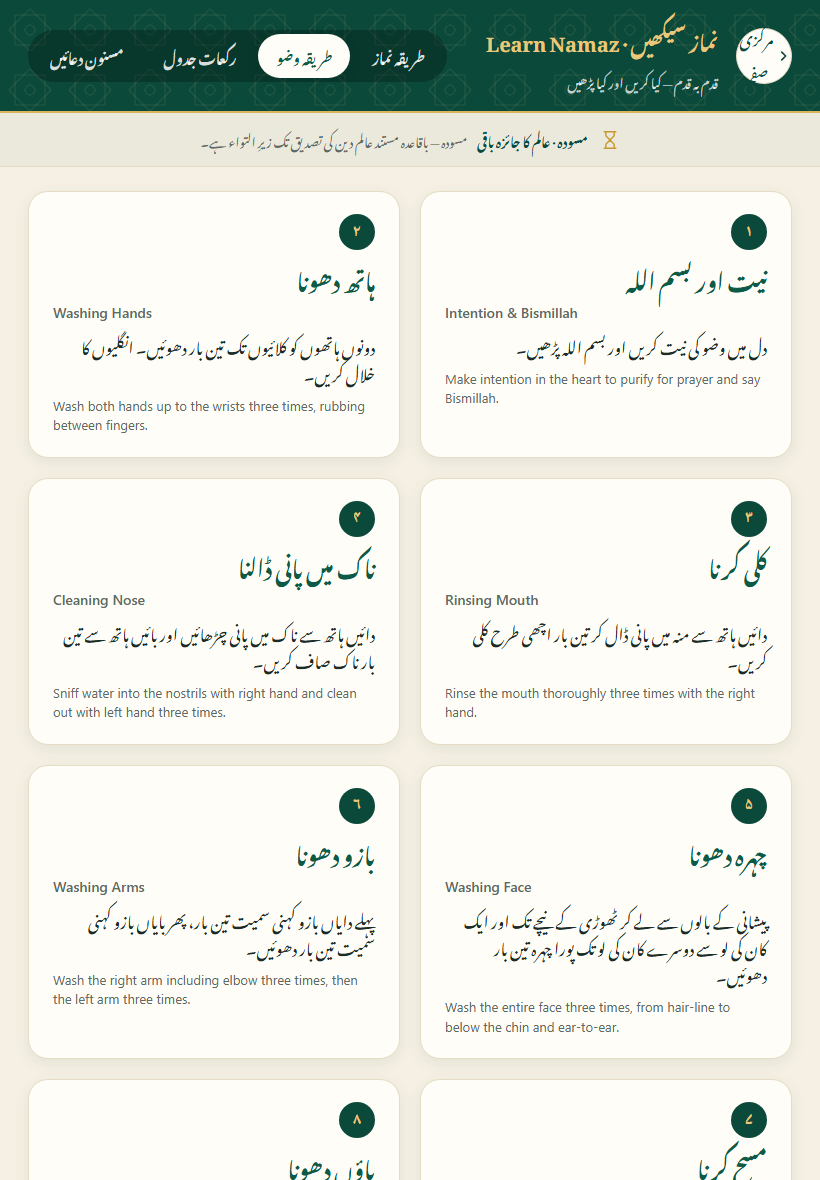 مرکزی صفحہ
نماز سیکھیں · Learn Namaz
قدم بہ قدم — کیا کریں اور کیا پڑھیں
طریقہ نماز
طریقہ وضو
رکعات جدول
مسنون دعائیں
مسودہ · عالم کا جائزہ باقی مسودہ — باقاعدہ مستند عالم دین کی تصدیق تک زیرِ التواء ہے۔
۱
نیت اور بسم اللہ
Intention & Bismillah
دل میں وضو کی نیت کریں اور بسم اللہ پڑھیں۔
Make intention in the heart to purify for prayer and say
Bismillah.
۲
ہاتھ دھونا
Washing Hands
دونوں ہاتھوں کو کلائیوں تک تین بار دھوئیں۔ انگلیوں کا
خلال کریں۔
Wash both hands up to the wrists three times, rubbing
between fingers.
۳
کلی کرنا
Rinsing Mouth
دائیں ہاتھ سے منہ میں پانی ڈال کر تین بار اچھی طرح کلی
کریں۔
Rinse the mouth thoroughly three times with the right
hand.
۴
ناک میں پانی ڈالنا
Cleaning Nose
دائیں ہاتھ سے ناک میں پانی چڑھائیں اور بائیں ہاتھ سے تین
بار ناک صاف کریں۔
Sniff water into the nostrils with right hand and clean
out with left hand three times.
۵
چہرہ دھونا
Washing Face
پیشانی کے بالوں سے لے کر ٹھوڑی کے نیچے تک اور ایک
کان کی لو سے دوسرے کان کی لو تک پورا چہرہ تین بار
دھوئیں۔
Wash the entire face three times, from hair-line to
below the chin and ear-to-ear.
۶
بازو دھونا
Washing Arms
پہلے دایاں بازو کہنی سمیت تین بار، پھر بایاں بازو کہنی
سمیت تین بار دھوئیں۔
Wash the right arm including elbow three times, then
the left arm three times.
۷
مسح کرنا
۸
پاؤں دھونا